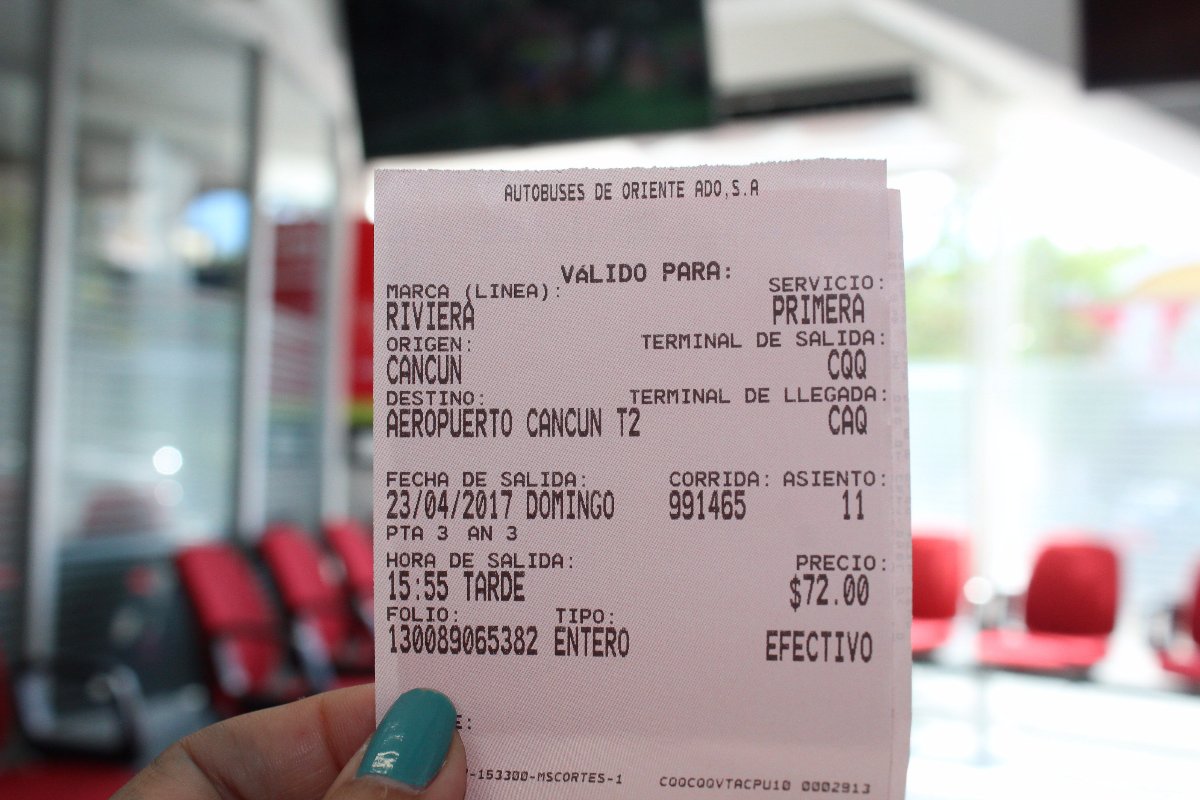 AUTOBUSES DE ORIENTE ADO,S.A
VáLIDO PARA:
MARCA (LINEA): SERVICIO:
RIVIERA PRIMERA
ORIGEN: TERMINAL DE SALIDA:
CANCUN CQQ
DESTINO: TERMINAL DE LLEGADA:
AEROPUERTO CANCUN T2 CAQ
FECHA DE SALIDA: CORRIDA: ASIENTO:
23/04/2017 DOMINGO 991465 11
PTA 3 AN 3
HORA DE SALIDA: PRECIO:
15:55 TARDE $72.00
FOLIO: TIPO:
130089065382 ENTERO EFECTIVO
E:
-153300-MSCORTES-1 CQQCQQVTACPU10 0002913